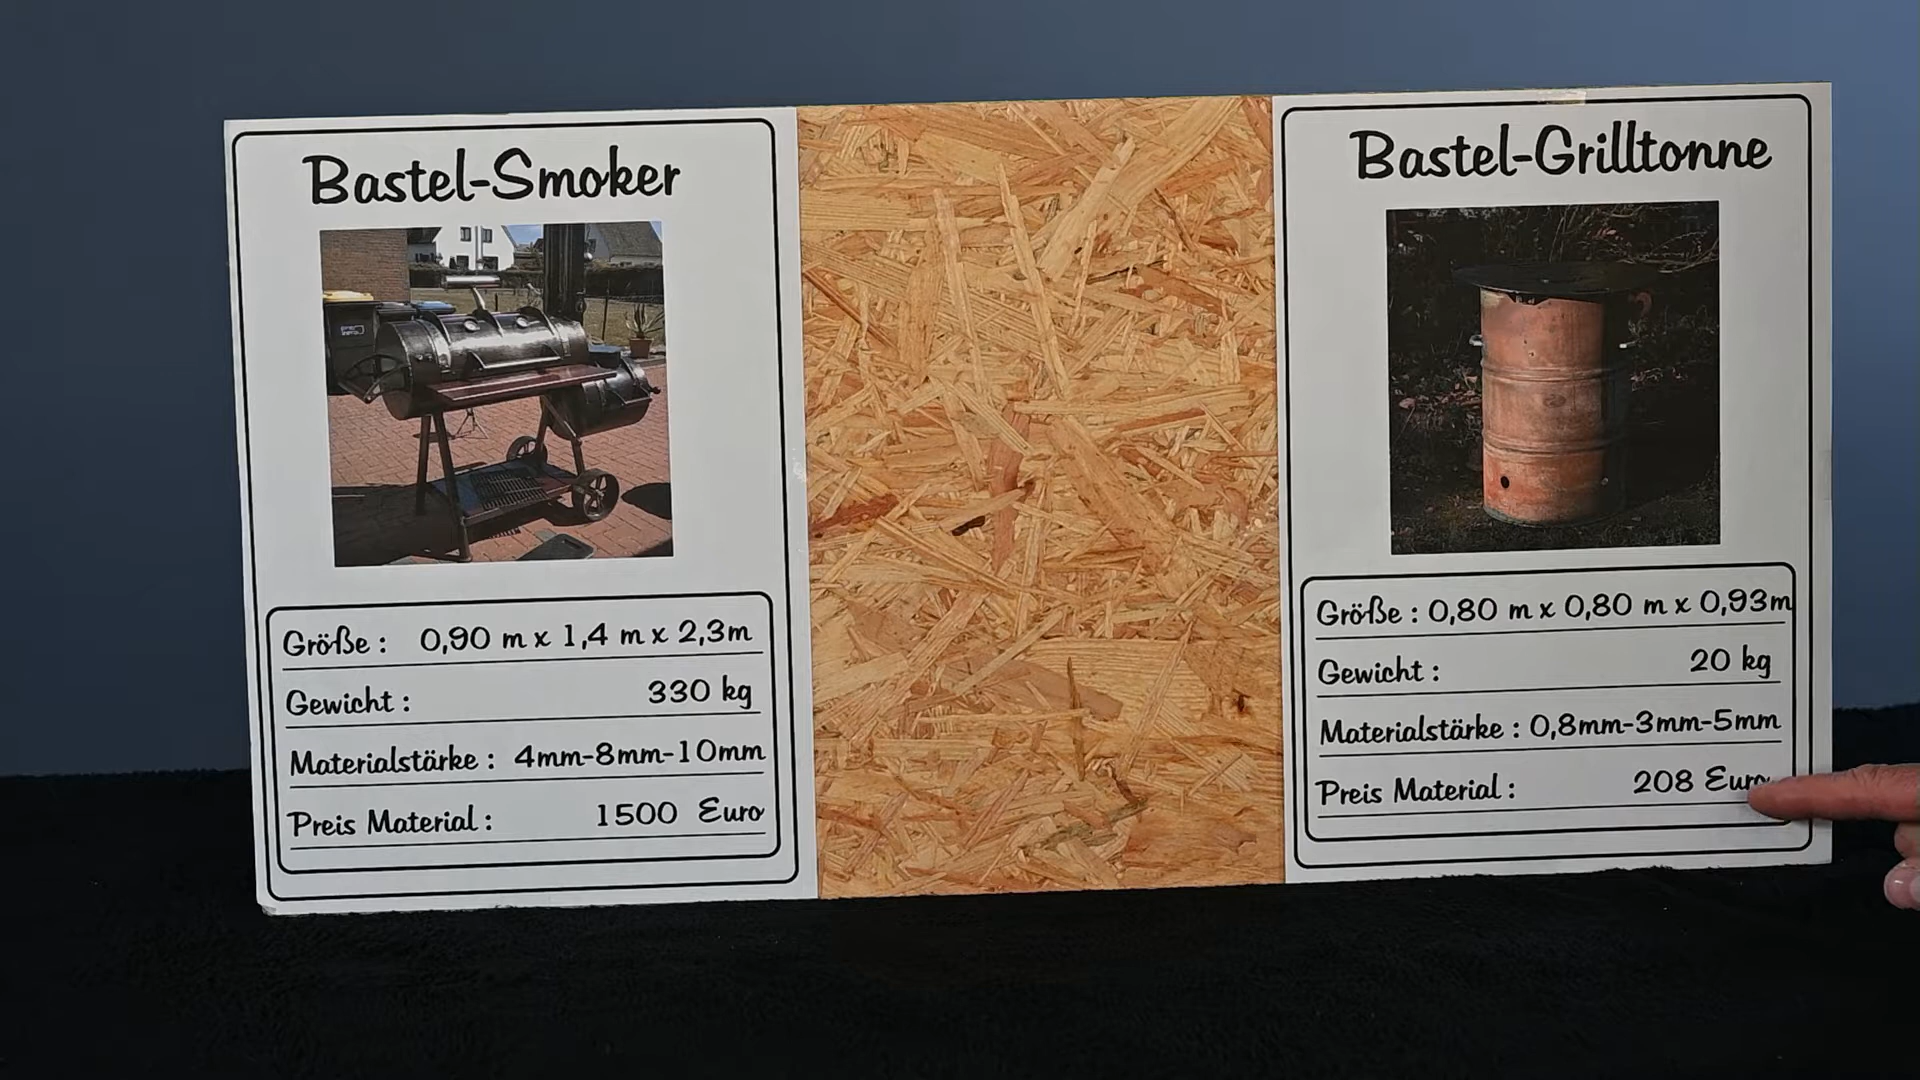 Bastel-Smoker
Größe : 0,90 m x 1,4 m x 2,3m
Gewicht : 330 kg
Materialstärke : 4mm-8mm-10mm
Preis Material : 1500 Euro
Bastel-Grilltonne
Größe : 0,80 m x 0,80 m x 0,93m
Gewicht : 20 kg
Materialstärke : 0,8mm-3mm-5mm
Preis Material : 208 Euro